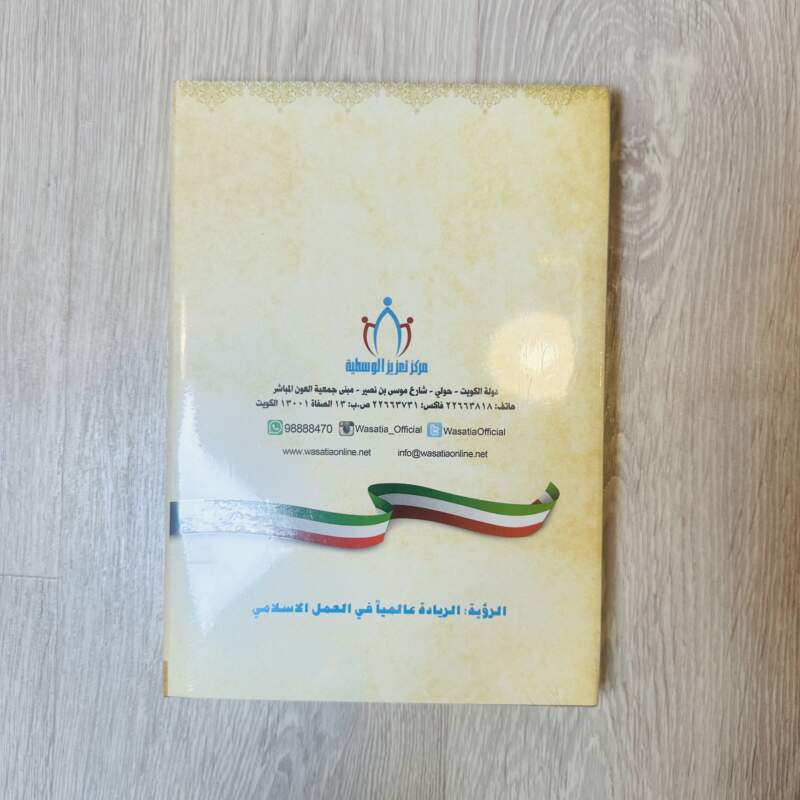 مركز تعزيز الوسطية
دولة الكويت - حولي - شارع موسى بن نصير - مبنى جمعية العون المباشر
هاتف: ٢٢٦٦٣٨١٨ فاكس: ٢٢٦٦٣٧٣١ ص.ب: ١٣ الصفاة ١٣٠٠١ الكويت
98888470 Wasatia_Official WasatiaOfficial
www.wasatiaonline.net info@wasatiaonline.net
الرؤية: الريادة عالمياً في العمل الاسلامي